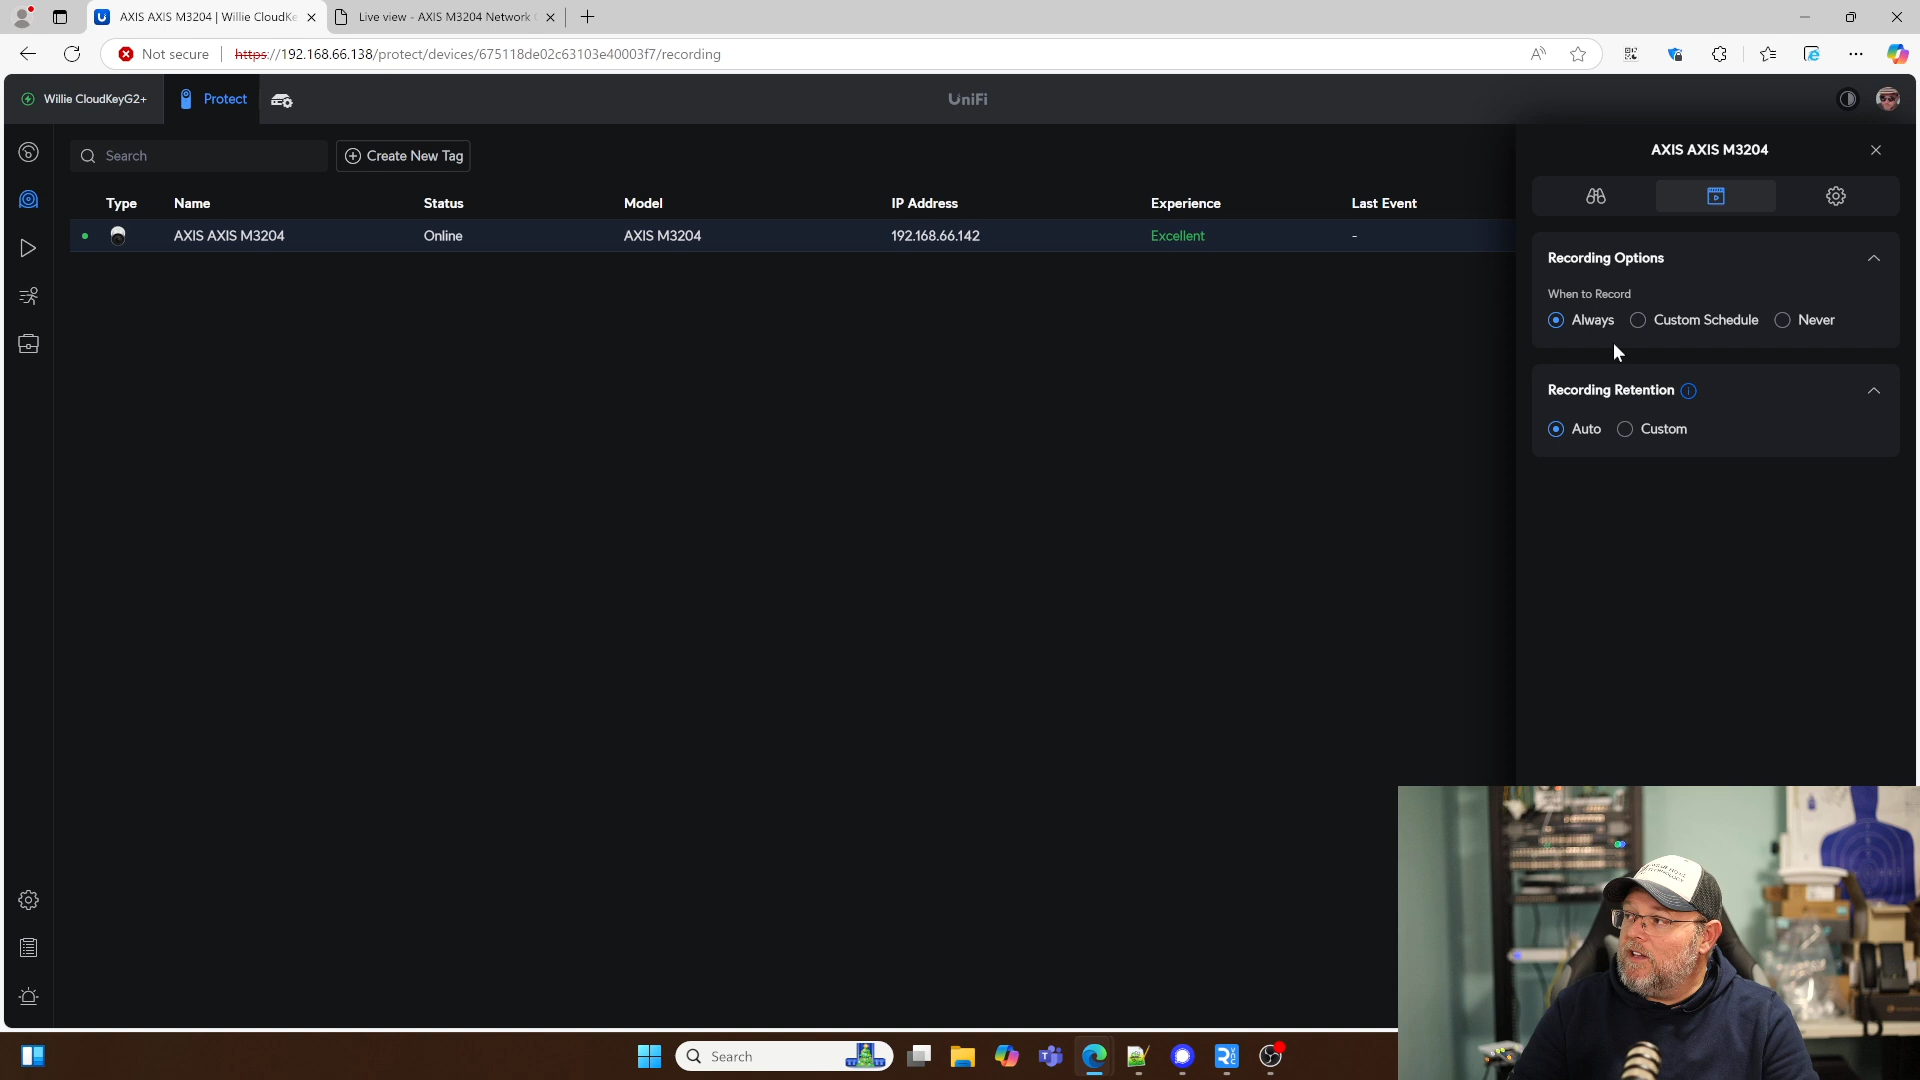 AXIS AXIS M3204 | Willie CloudKe
Live view - AXIS M3204 Network
Not secure
https://192.168.66.138/protect/devices/675118de02c63103e40003f7/recording
Willie CloudKeyG2+
Protect
UniFi
Search
Create New Tag
AXIS AXIS M3204
Type Name Status Model IP Address Experience Last Event
AXIS AXIS M3204 Online AXIS M3204 192.168.66.142 Excellent -
Recording Options
When to Record
Always Custom Schedule Never
Recording Retention
Auto Custom
Search